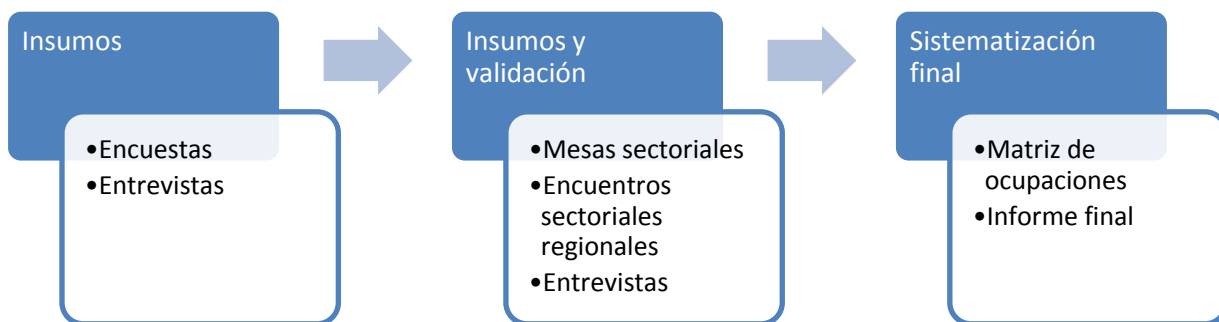 Insumos
•Encuestas
•Entrevistas
Insumos y
validación
•Mesas sectoriales
•Encuentros
sectoriales
regionales
•Entrevistas
Sistematización
final
•Matriz de
ocupaciones
•Informe final